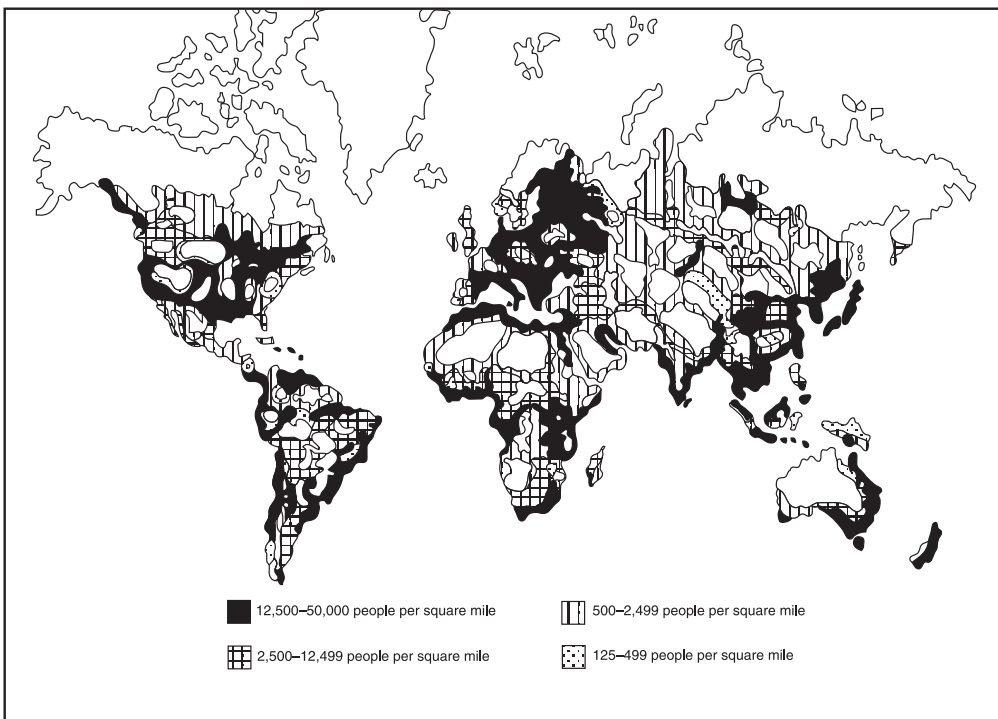 12,500–50,000 people per square mile
500–2,499 people per square mile
2,500–12,499 people per square mile
125–499 people per square mile